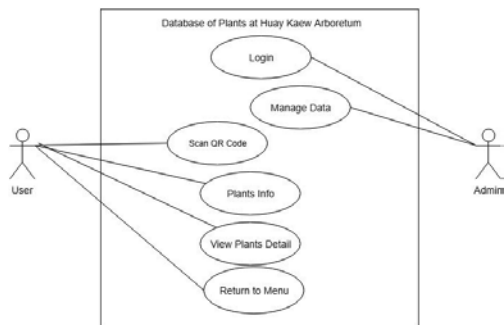 Database of Plants at Huay Kaew Arboretum
Login
Manage Data
Scan QR Code
Plants Info
View Plants Detail
Return to Menu
User
Admin